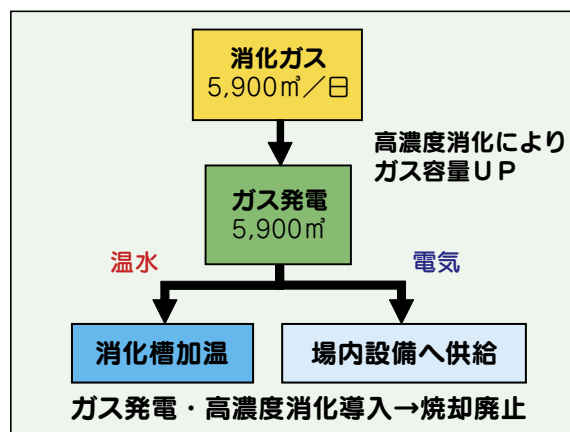 消化ガス
5,900㎥／日
高濃度消化により
ガス容量ＵＰ
ガス発電
5,900㎥
温水
電気
消化槽加温
場内設備へ供給
ガス発電・高濃度消化導入→焼却廃止